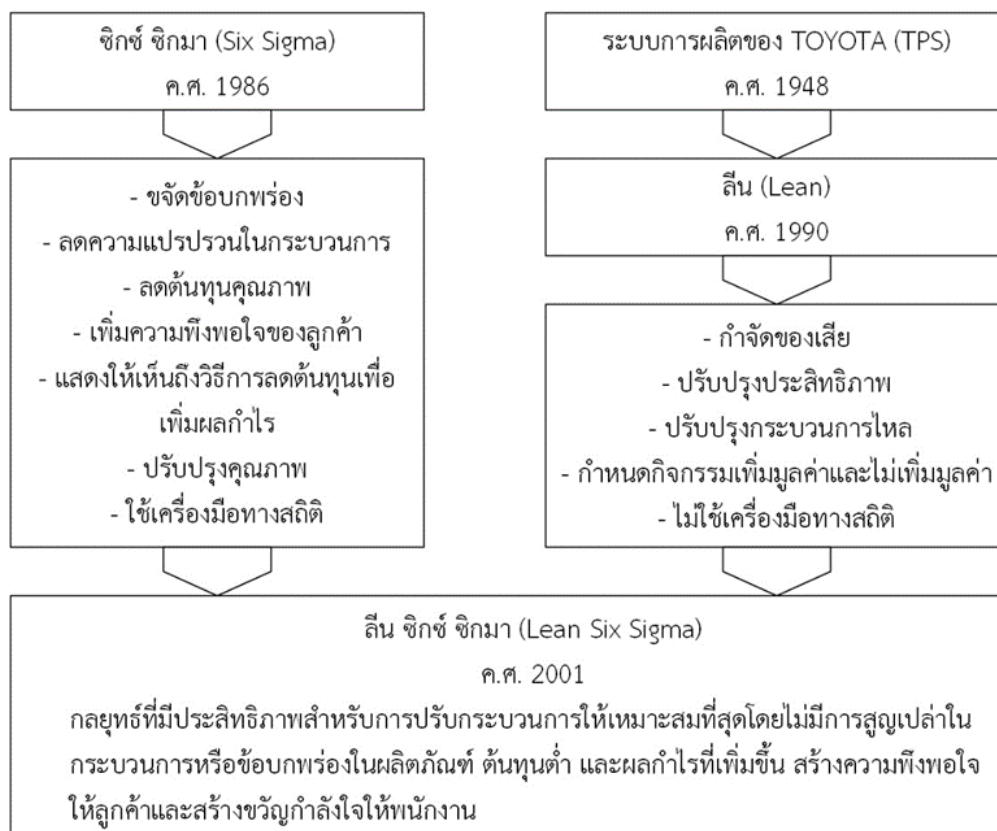 ซิกซ์ ซิกมา (Six Sigma)
ค.ศ. 1986
ระบบการผลิตของ TOYOTA (TPS)
ค.ศ. 1948
- ขจัดข้อบกพร่อง
- ลดความแปรปรวนในกระบวนการ
- ลดต้นทุนคุณภาพ
- เพิ่มความพึงพอใจของลูกค้า
- แสดงให้เห็นถึงวิธีการลดต้นทุนเพื่อ
เพิ่มผลกำไร
- ปรับปรุงคุณภาพ
- ใช้เครื่องมือทางสถิติ
ลีน (Lean)
ค.ศ. 1990
- กำจัดของเสีย
- ปรับปรุงประสิทธิภาพ
- ปรับปรุงกระบวนการไหล
- กำหนดกิจกรรมเพิ่มมูลค่าและไม่เพิ่มมูลค่า
- ไม่ใช้เครื่องมือทางสถิติ
ลีน ซิกซ์ ซิกมา (Lean Six Sigma)
ค.ศ. 2001
กลยุทธ์ที่มีประสิทธิภาพสำหรับการปรับกระบวนการให้เหมาะสมที่สุดโดยไม่มีการสูญเปล่าใน
กระบวนการหรือข้อบกพร่องในผลิตภัณฑ์ ต้นทุนต่ำ และผลกำไรที่เพิ่มขึ้น สร้างความพึงพอใจ
ให้ลูกค้าและสร้างขวัญกำลังใจให้พนักงาน